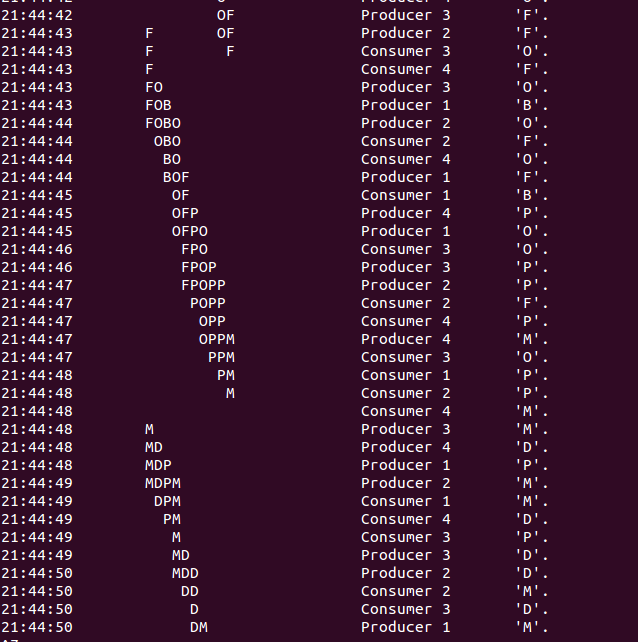 21:44:42                OF              Producer 3       'F'.
21:44:43        F       OF              Producer 2       'F'.
21:44:43        F        F              Consumer 3       'O'.
21:44:43        F                       Consumer 4       'F'.
21:44:43        FO                      Producer 3       'O'.
21:44:43        FOB                     Producer 1       'B'.
21:44:44        FOBO                    Producer 2       'O'.
21:44:44         OBO                    Consumer 2       'F'.
21:44:44          BO                    Consumer 4       'O'.
21:44:44          BOF                   Producer 1       'F'.
21:44:45           OF                   Consumer 1       'B'.
21:44:45           OFP                  Producer 4       'P'.
21:44:45           OFPO                 Producer 1       'O'.
21:44:46            FPO                 Consumer 3       'O'.
21:44:46            FPOP                Producer 3       'P'.
21:44:47            FPOPP               Producer 2       'P'.
21:44:47             POPP               Consumer 2       'F'.
21:44:47              OPP               Consumer 4       'P'.
21:44:47              OPPM              Producer 4       'M'.
21:44:47               PPM              Consumer 3       'O'.
21:44:48                PM              Consumer 1       'P'.
21:44:48                 M              Consumer 2       'P'.
21:44:48                                Consumer 4       'M'.
21:44:48        M                       Producer 3       'M'.
21:44:48        MD                      Producer 4       'D'.
21:44:48        MDP                     Producer 1       'P'.
21:44:49        MDPM                    Producer 2       'M'.
21:44:49         DPM                    Consumer 1       'M'.
21:44:49          PM                    Consumer 4       'D'.
21:44:49           M                    Consumer 3       'P'.
21:44:49           MD                   Producer 3       'D'.
21:44:50           MDD                  Producer 2       'D'.
21:44:50            DD                  Consumer 2       'M'.
21:44:50             D                  Consumer 3       'D'.
21:44:50             DM                 Producer 1       'M'.